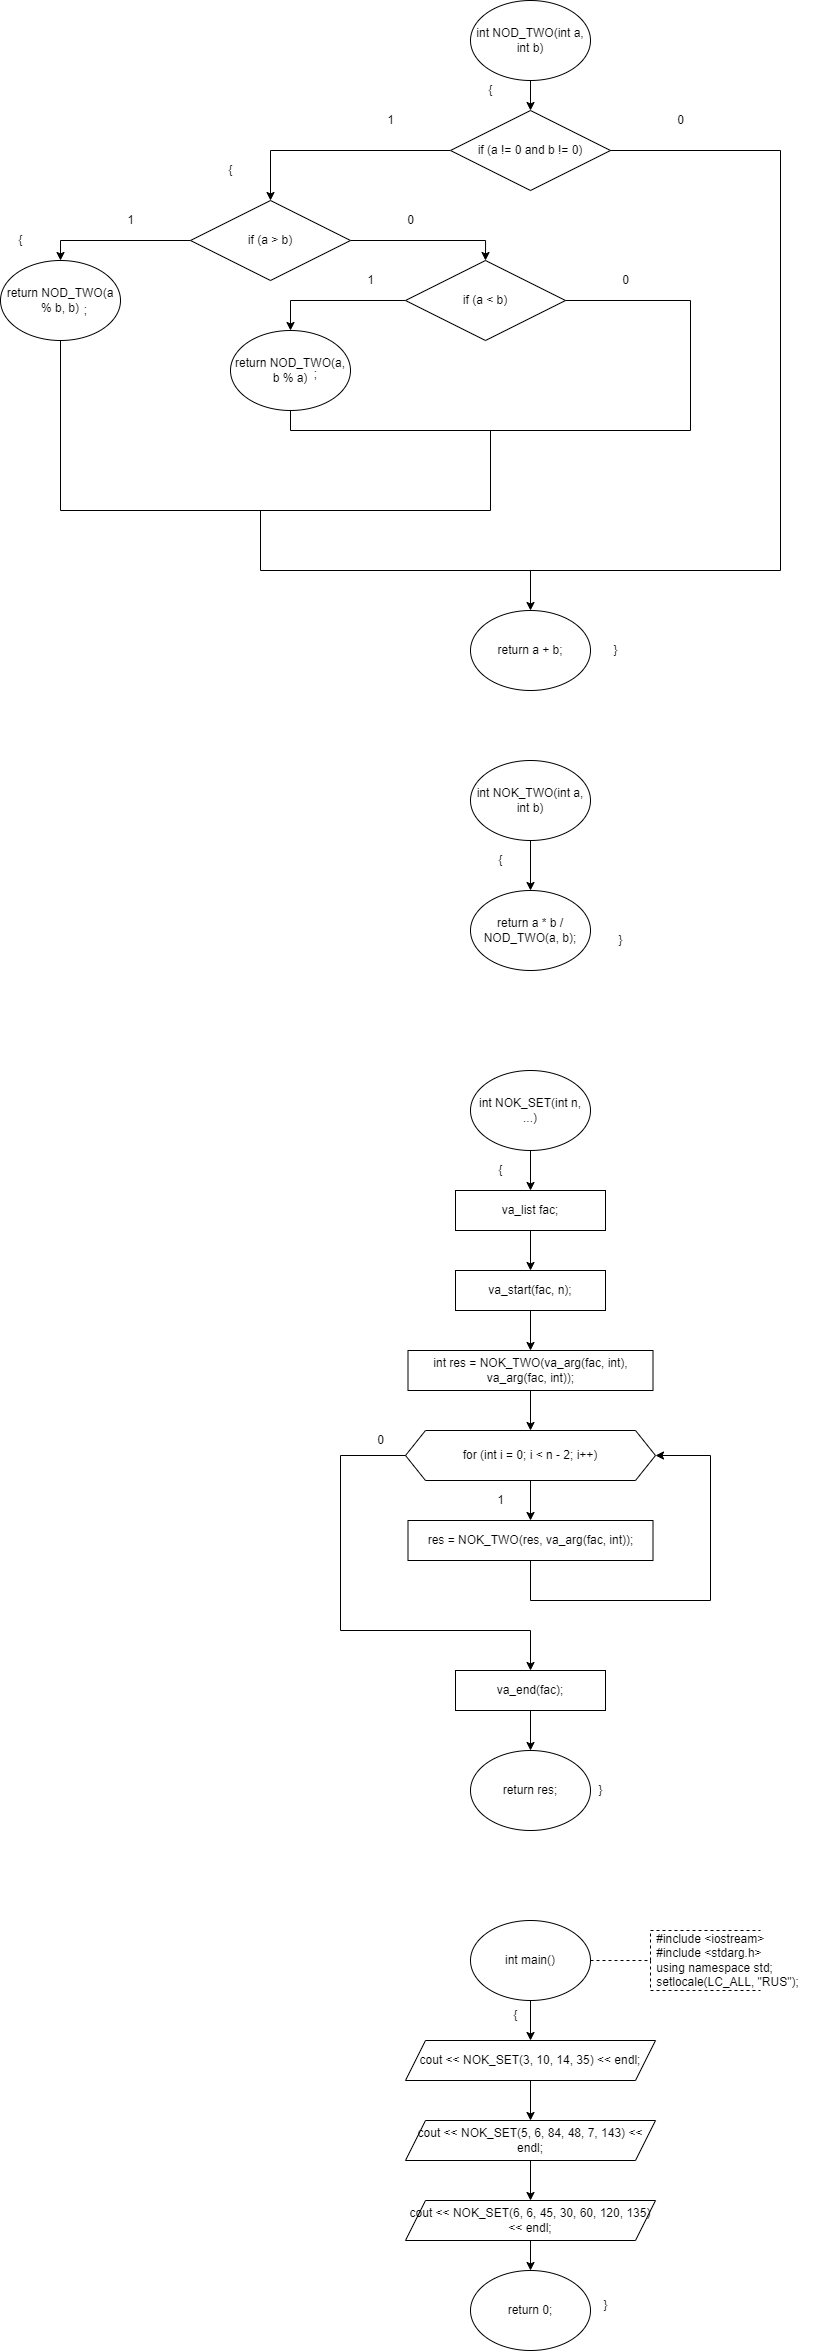 int NOD_TWO(int a,
int b)
{
1
0
if (a != 0 and b != 0)
{
1
0
{
if (a > b)
1
0
return NOD_TWO(a
% b, b) ;
if (a < b)
return NOD_TWO(a,
b % a) ;
return a + b;
}
int NOK_TWO(int a,
int b)
{
return a * b /
NOD_TWO(a, b);
}
int NOK_SET(int n,
...)
{
va_list fac;
va_start(fac, n);
int res = NOK_TWO(va_arg(fac, int),
va_arg(fac, int));
0
for (int i = 0; i < n - 2; i++)
1
res = NOK_TWO(res, va_arg(fac, int));
va_end(fac);
return res;
}
int main()
#include <iostream>
#include <stdarg.h>
using namespace std;
setlocale(LC_ALL, "RUS");
{
cout << NOK_SET(3, 10, 14, 35) << endl;
cout << NOK_SET(5, 6, 84, 48, 7, 143) <<
endl;
cout << NOK_SET(6, 6, 45, 30, 60, 120, 135)
<< endl;
return 0;
}